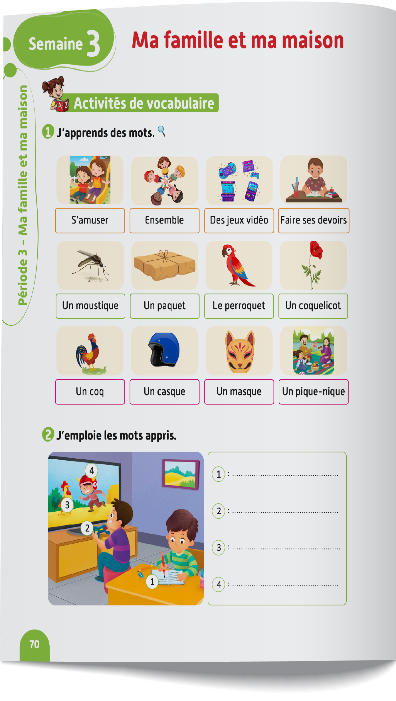 Semaine 3
Ma famille et ma maison
Période 3 – Ma famille et ma maison
Activités de vocabulaire
1 J'apprends des mots.
S'amuser
Ensemble
Des jeux vidéo
Faire ses devoirs
Un moustique
Un paquet
Le perroquet
Un coquelicot
Un coq
Un casque
Un masque
Un pique-nique
2 J'emploie les mots appris.
4
3
2
1
1 : ....................
2 : ....................
3 : ....................
4 : ....................
70